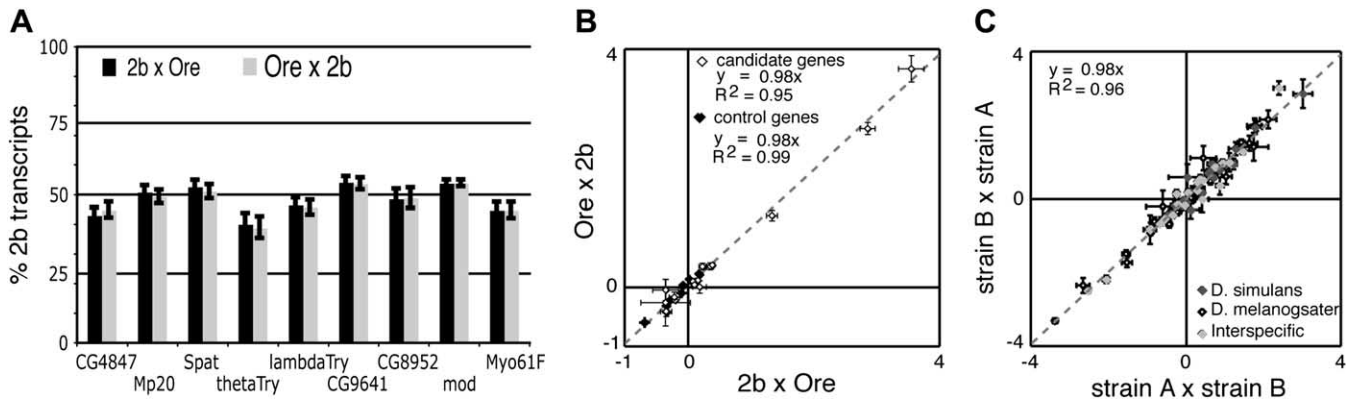 A
100
75
50
25
0
% 2b transcripts
2b x Ore
Ore x 2b
CG4847
Mp20
Spat
thetaTry
lambdaTry
CG9641
CG8952
mod
Myo61F
B
4
0
-1
Ore x 2b
candidate genes
y = 0.98x
R2 = 0.95
control genes
y = 0.98x
R2 = 0.99
-1
0
4
2b x Ore
C
4
0
-4
strain B x strain A
y = 0.98x
R2 = 0.96
D. simulans
D. melanogsater
Interspecific
-4
0
4
strain A x strain B